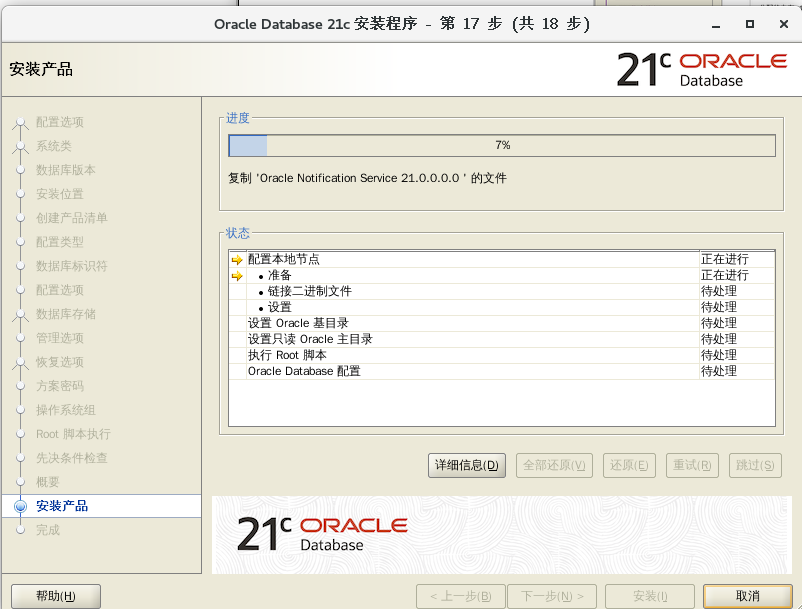 Oracle Database 21c 安装程序 - 第 17 步 (共 18 步)
安装产品
21c ORACLE
Database
配置选项
系统类
数据库版本
安装位置
创建产品清单
配置类型
数据库标识符
配置选项
数据库存储
管理选项
恢复选项
方案密码
操作系统组
Root 脚本执行
先决条件检查
概要
安装产品
完成
进度
7%
复制 'Oracle Notification Service 21.0.0.0.0 ' 的文件
状态
配置本地节点 正在进行
• 准备 正在进行
• 链接二进制文件 待处理
• 设置 待处理
设置 Oracle 基目录 待处理
设置只读 Oracle 主目录 待处理
执行 Root 脚本 待处理
Oracle Database 配置 待处理
详细信息(D) 全部还原(V) 还原(E) 重试(R) 跳过(S)
21c ORACLE
Database
帮助(H) < 上一步(B) 下一步(N) > 安装(I) 取消